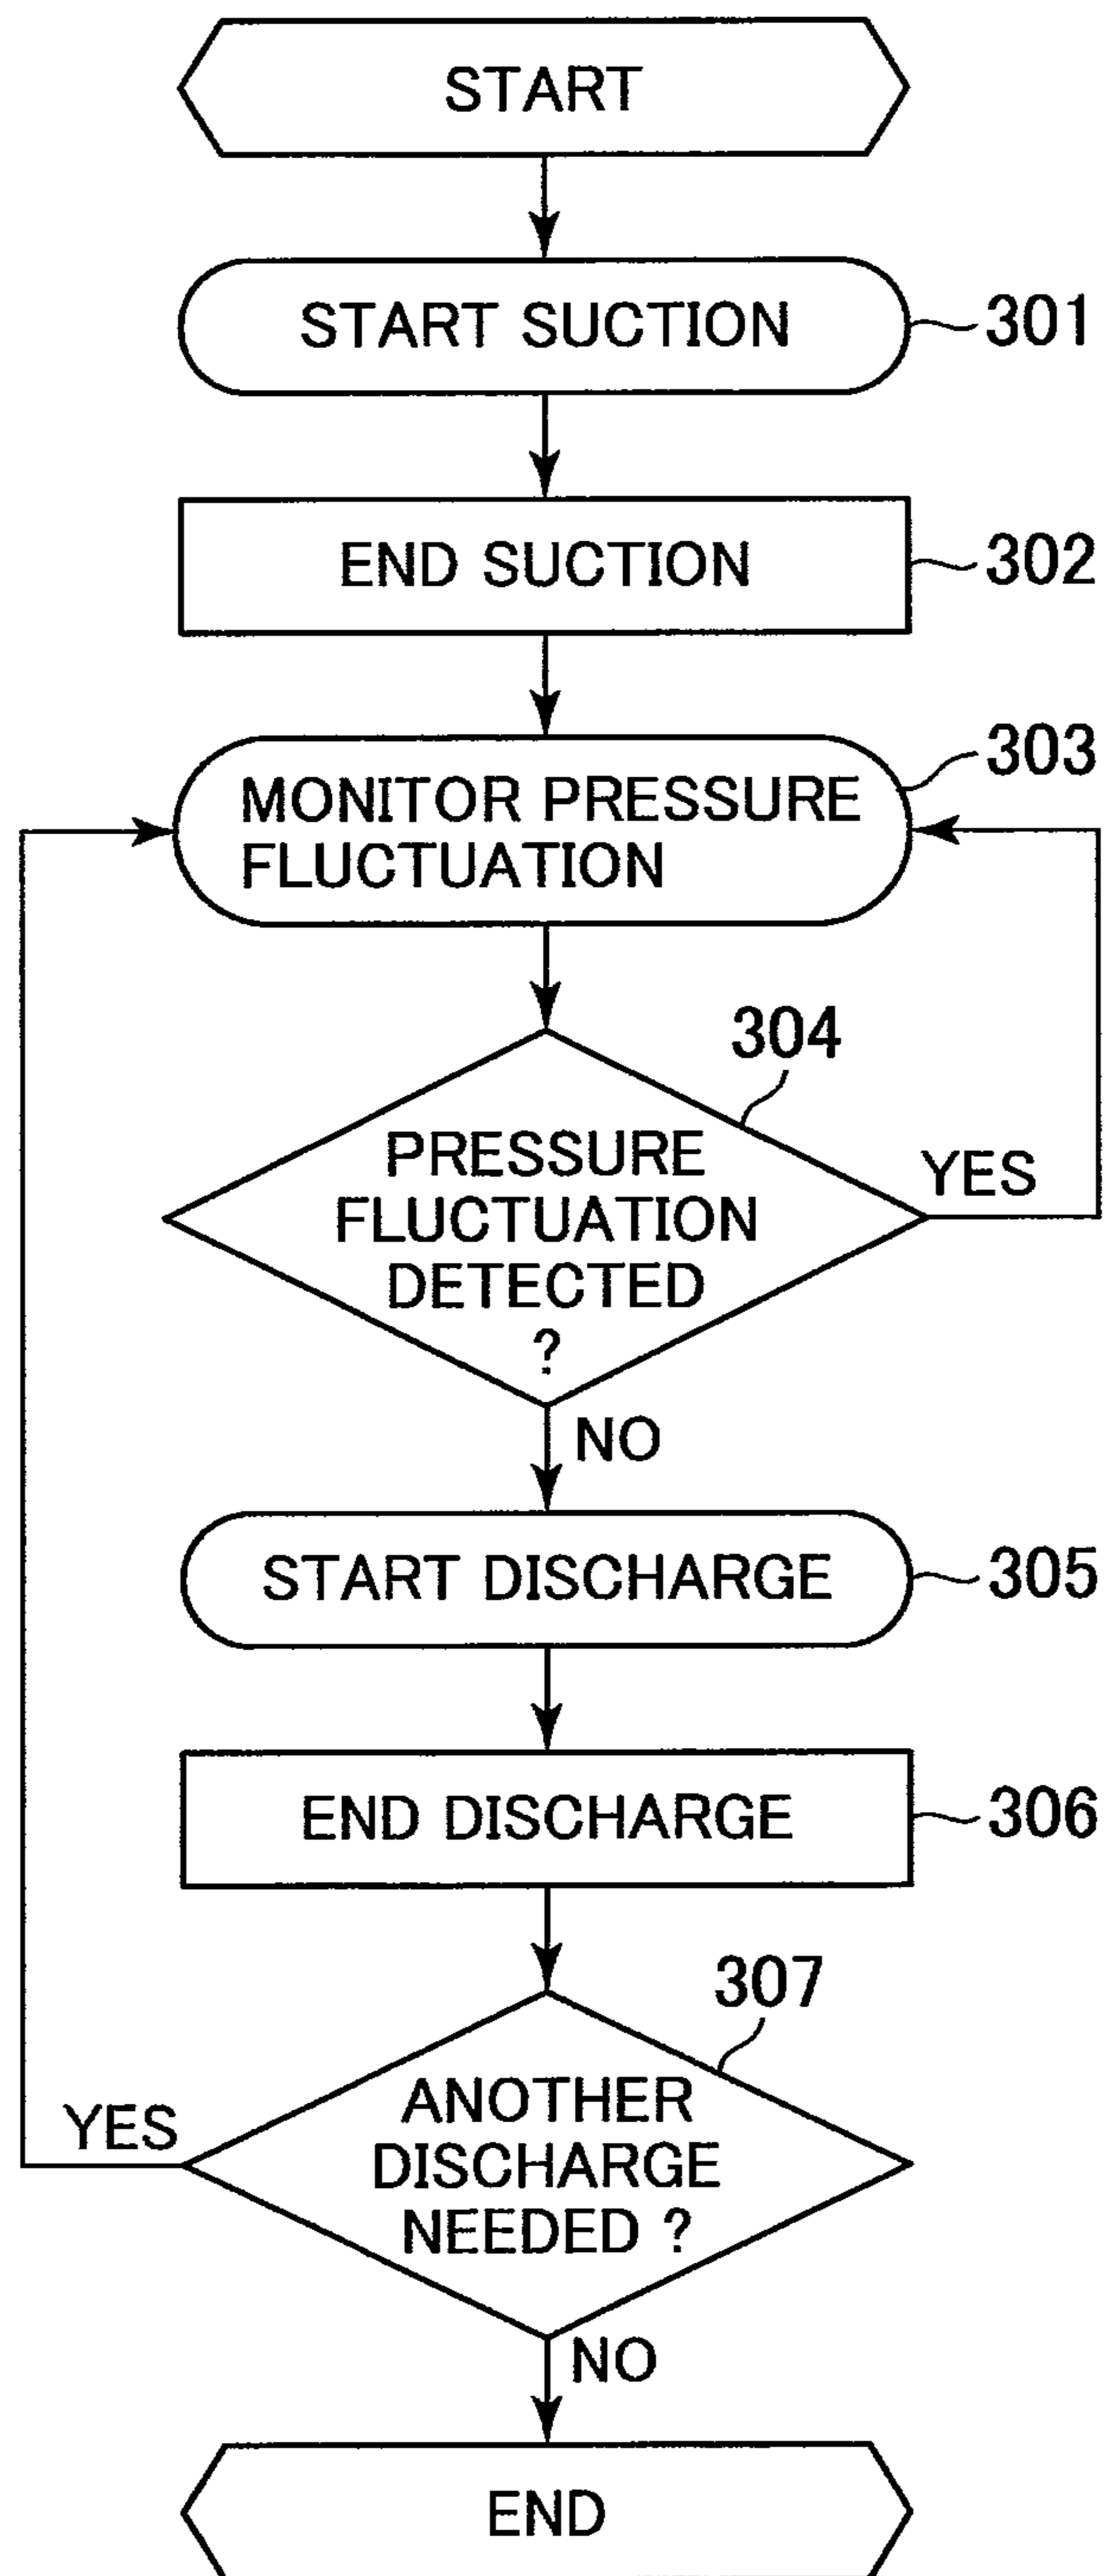 START
START SUCTION
301
END SUCTION
302
303
MONITOR PRESSURE
FLUCTUATION
304
PRESSURE
FLUCTUATION
DETECTED
?
YES
NO
START DISCHARGE
305
END DISCHARGE
306
307
ANOTHER
DISCHARGE
NEEDED ?
YES
NO
END